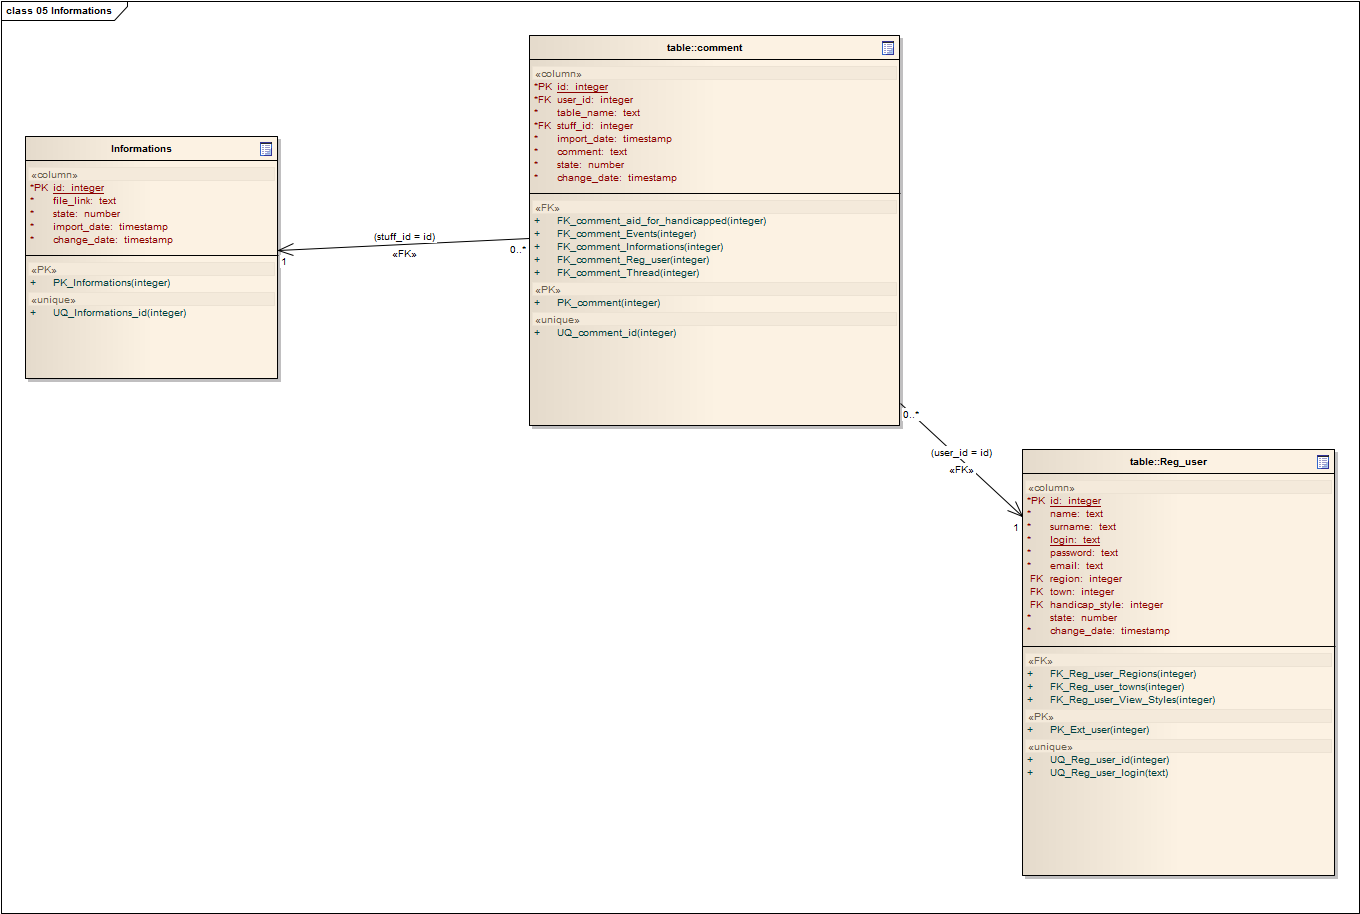 class 05 Informations
table::comment
«column»
*PK id: integer
*FK user_id: integer
* table_name: text
*FK stuff_id: integer
* import_date: timestamp
* comment: text
* state: number
* change_date: timestamp
«FK»
+ FK_comment_aid_for_handicapped(integer)
+ FK_comment_Events(integer)
+ FK_comment_Informations(integer)
+ FK_comment_Reg_user(integer)
+ FK_comment_Thread(integer)
«PK»
+ PK_comment(integer)
«unique»
+ UQ_comment_id(integer)
Informations
«column»
*PK id: integer
* file_link: text
* state: number
* import_date: timestamp
* change_date: timestamp
«PK»
+ PK_Informations(integer)
«unique»
+ UQ_Informations_id(integer)
(stuff_id = id)
0..*
«FK»
1
0..*
(user_id = id)
«FK»
1
table::Reg_user
«column»
*PK id: integer
* name: text
* surname: text
* login: text
* password: text
* email: text
FK region: integer
FK town: integer
FK handicap_style: integer
* state: number
* change_date: timestamp
«FK»
+ FK_Reg_user_Regions(integer)
+ FK_Reg_user_towns(integer)
+ FK_Reg_user_View_Styles(integer)
«PK»
+ PK_Ext_user(integer)
«unique»
+ UQ_Reg_user_id(integer)
+ UQ_Reg_user_login(text)